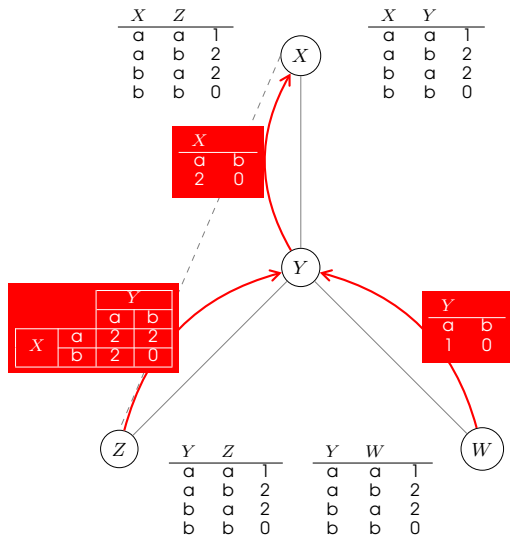 X Z
a a 1
a b 2
b a 2
b b 0
X Y
a a 1
a b 2
b a 2
b b 0
X
X
a b
2 0
Y
Y
a b
X a 2 2
b 2 0
Y
a b
1 0
Z
W
Y Z
a a 1
a b 2
b a 2
b b 0
Y W
a a 1
a b 2
b a 2
b b 0